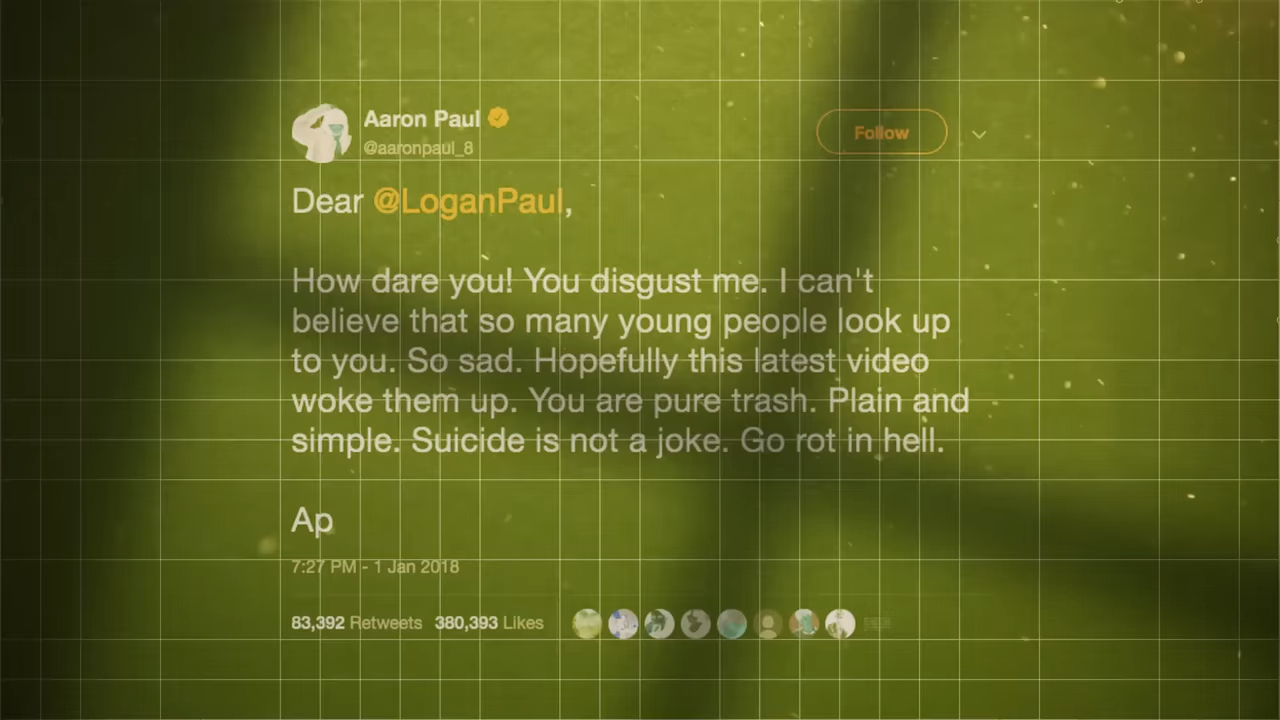 Aaron Paul
@aaronpaul_8
Follow
Dear @LoganPaul,
How dare you! You disgust me. I can't
believe that so many young people look up
to you. So sad. Hopefully this latest video
woke them up. You are pure trash. Plain and
simple. Suicide is not a joke. Go rot in hell.
Ap
7:27 PM - 1 Jan 2018
83,392 Retweets 380,393 Likes